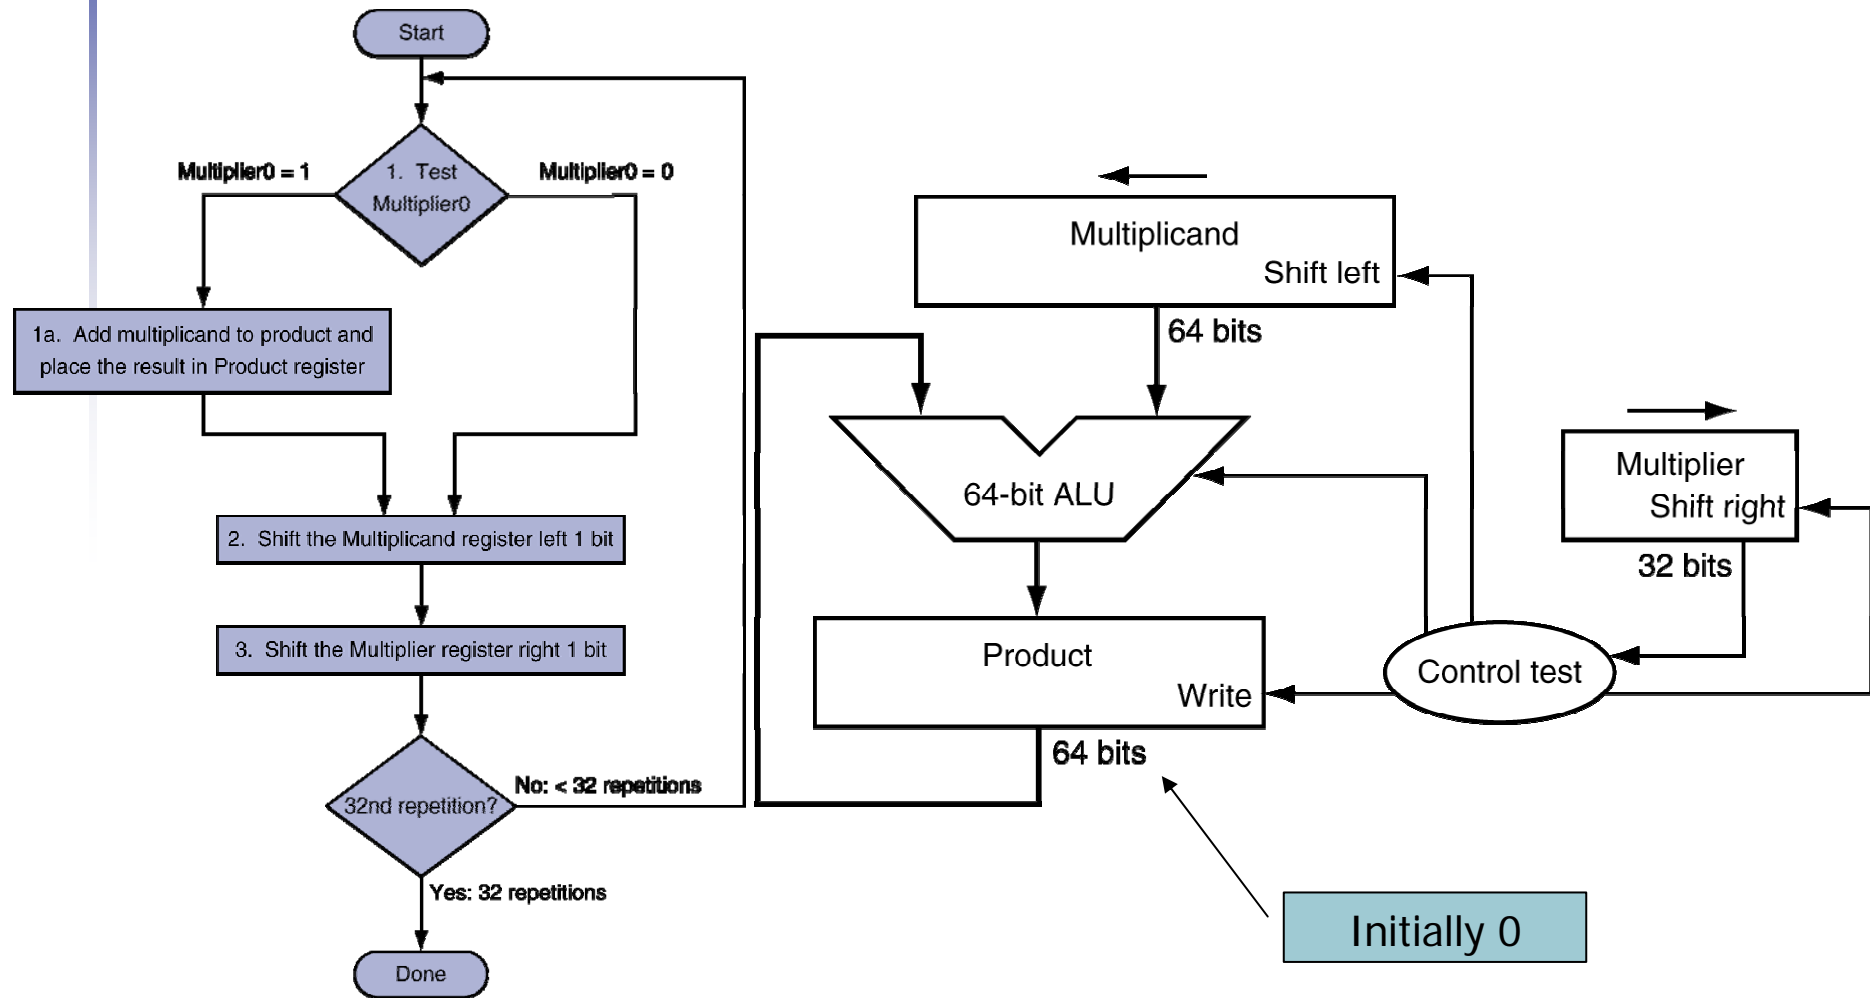 Start
Multiplier0 = 1
1. Test
Multiplier0
Multiplier0 = 0
1a. Add multiplicand to product and
place the result in Product register
2. Shift the Multiplicand register left 1 bit
3. Shift the Multiplier register right 1 bit
32nd repetition?
No: < 32 repetitions
Yes: 32 repetitions
Done
Multiplicand
Shift left
64 bits
64-bit ALU
Multiplier
Shift right
32 bits
Product
Write
Control test
64 bits
Initially 0